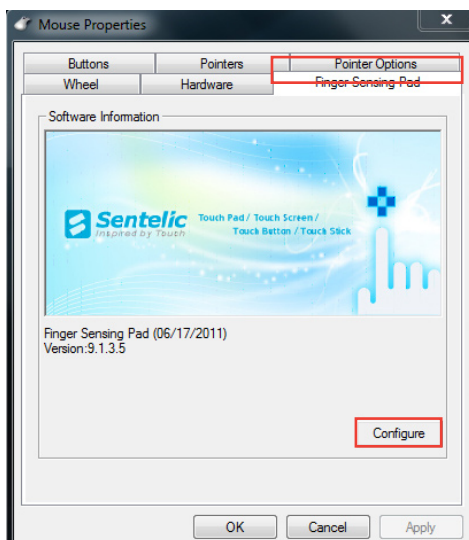 Mouse Properties
x
Buttons Pointers Pointer Options
Wheel Hardware Finger Sensing Pad
Software Information
Sentelic
Inspired by Touch
Touch Pad / Touch Screen /
Touch Button / Touch Stick
Finger Sensing Pad (06/17/2011)
Version:9.1.3.5
Configure
OK Cancel Apply